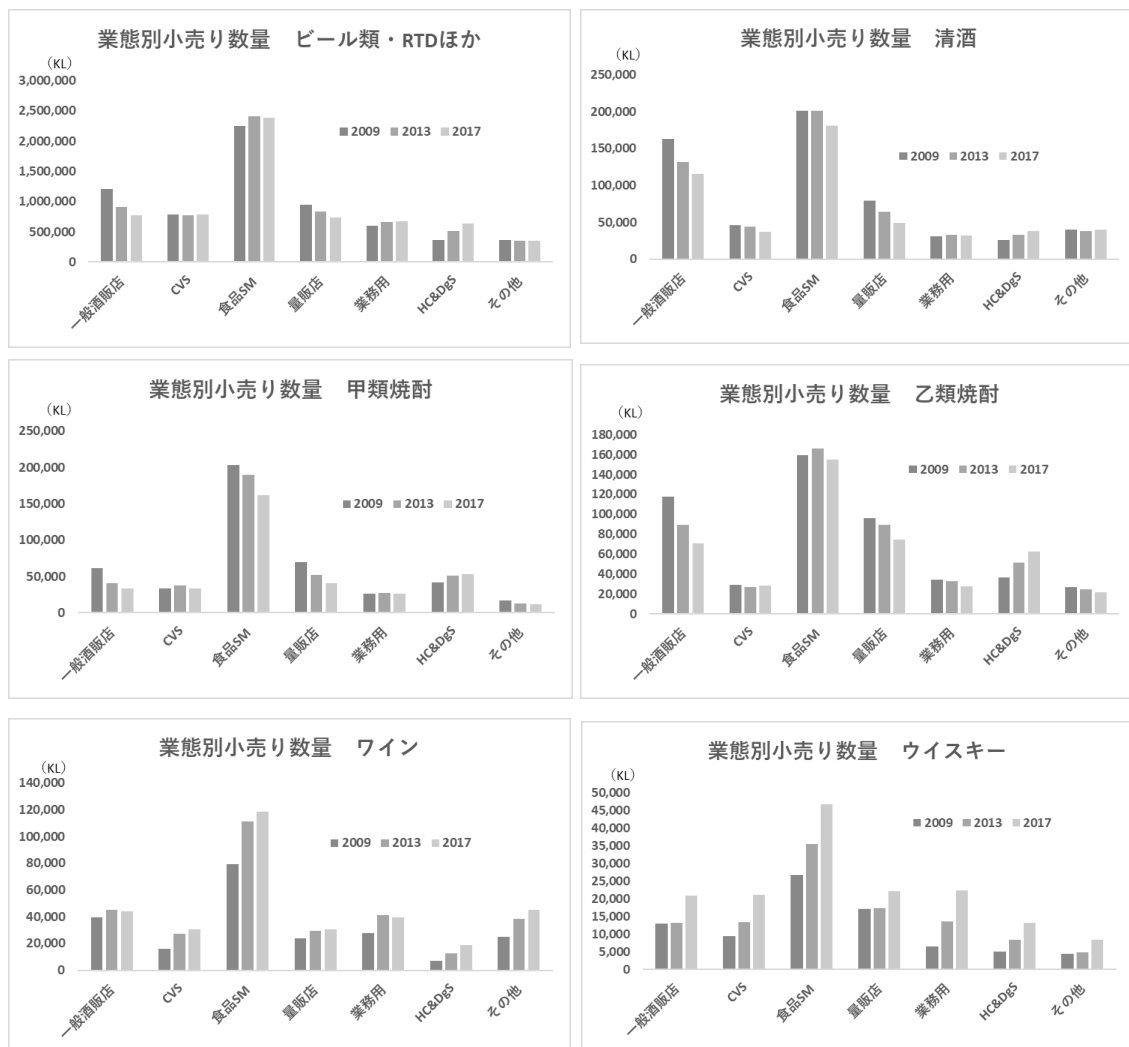 業態別小売り数量　ビール類・RTDほか
（KL）
3,000,000
2,500,000
2,000,000
1,500,000
1,000,000
500,000
0
■2009 ■2013 ■2017
一般酒販店 CVS 食品SM 量販店 業務用 HC&DgS その他
業態別小売り数量　清酒
（KL）
250,000
200,000
150,000
100,000
50,000
0
■2009 ■2013 ■2017
一般酒販店 CVS 食品SM 量販店 業務用 HC&DgS その他
業態別小売り数量　甲類焼酎
（KL）
250,000
200,000
150,000
100,000
50,000
0
■2009 ■2013 ■2017
一般酒販店 CVS 食品SM 量販店 業務用 HC&DgS その他
業態別小売り数量　乙類焼酎
（KL）
180,000
160,000
140,000
120,000
100,000
80,000
60,000
40,000
20,000
0
■2009 ■2013 ■2017
一般酒販店 CVS 食品SM 量販店 業務用 HC&DgS その他
業態別小売り数量　ワイン
（KL）
140,000
120,000
100,000
80,000
60,000
40,000
20,000
0
■2009 ■2013 ■2017
一般酒販店 CVS 食品SM 量販店 業務用 HC&DgS その他
業態別小売り数量　ウイスキー
（KL）
50,000
45,000
40,000
35,000
30,000
25,000
20,000
15,000
10,000
5,000
0
■2009 ■2013 ■2017
一般酒販店 CVS 食品SM 量販店 業務用 HC&DgS その他